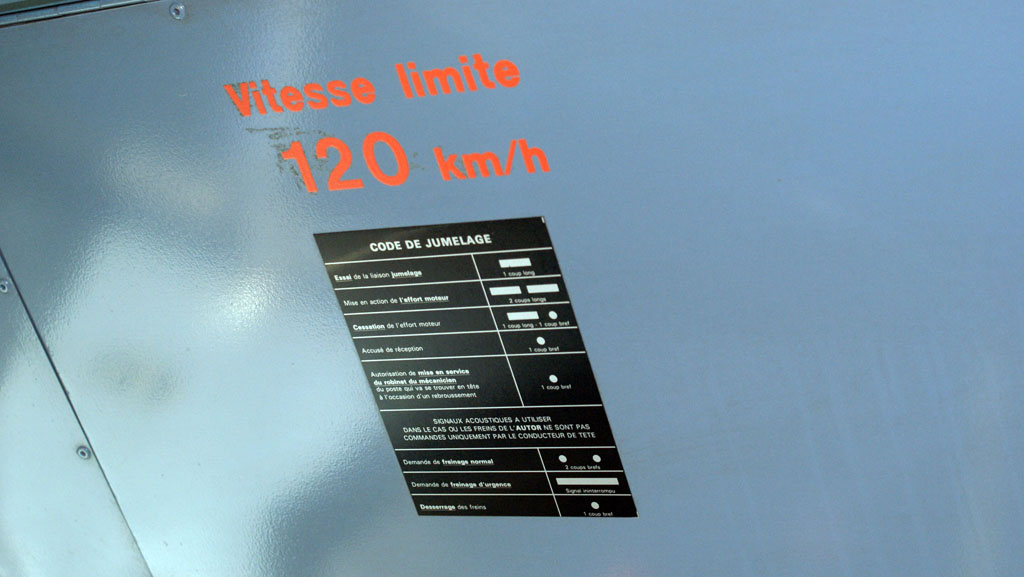 Vitesse limite
120 km/h
CODE DE JUMELAGE
Essai de la liaison jumelage
1 coup long
Mise en action de l'effort moteur
2 coups longs
Cessation de l'effort moteur
1 coup long - 1 coup bref
Accusé de réception
1 coup bref
Autorisation de mise en service
du robinet du mécanicien
du poste qui va se trouver en tête
à l'occasion d'un rebroussement
1 coup bref
SIGNAUX ACOUSTIQUES A UTILISER
DANS LE CAS OU LES FREINS DE L'AUTOR NE SONT PAS
COMMANDES UNIQUEMENT PAR LE CONDUCTEUR DE TETE
Demande de freinage normal
2 coups brefs
Demande de freinage d'urgence
Signal ininterrompu
Desserrage des freins
1 coup bref